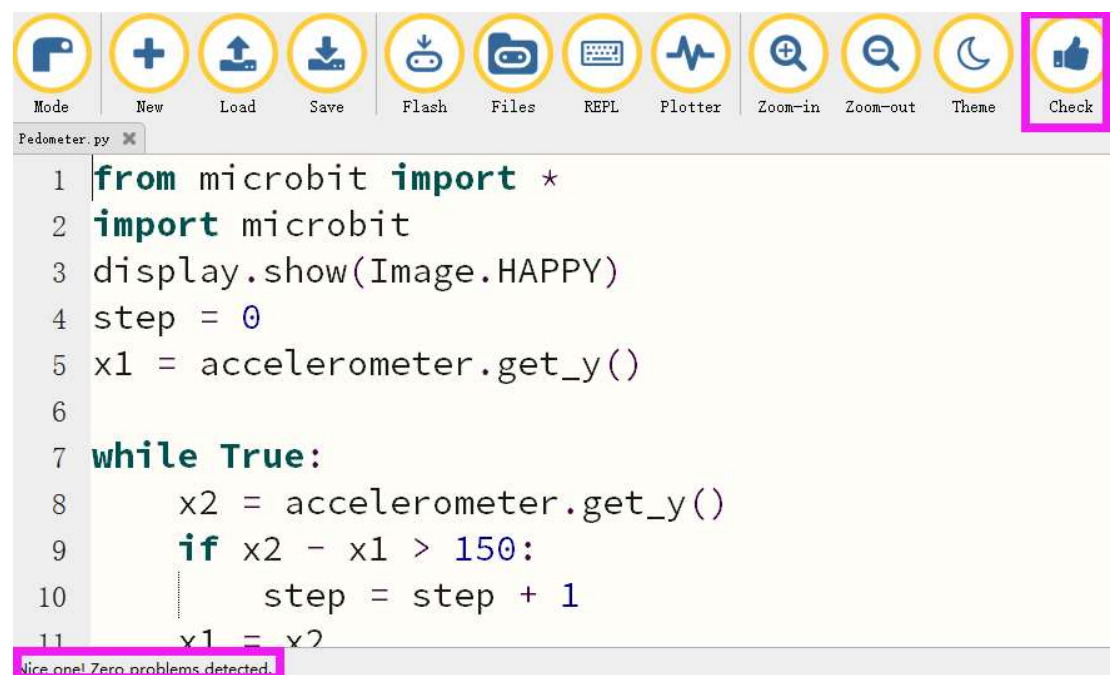 Mode New Load Save Flash Files REPL Plotter Zoom-in Zoom-out Theme Check
Pedometer.py
1 from microbit import *
2 import microbit
3 display.show(Image.HAPPY)
4 step = 0
5 x1 = accelerometer.get_y()
6
7 while True:
8 x2 = accelerometer.get_y()
9 if x2 - x1 > 150:
10 step = step + 1
11 x1 = x2
Nice one! Zero problems detected.